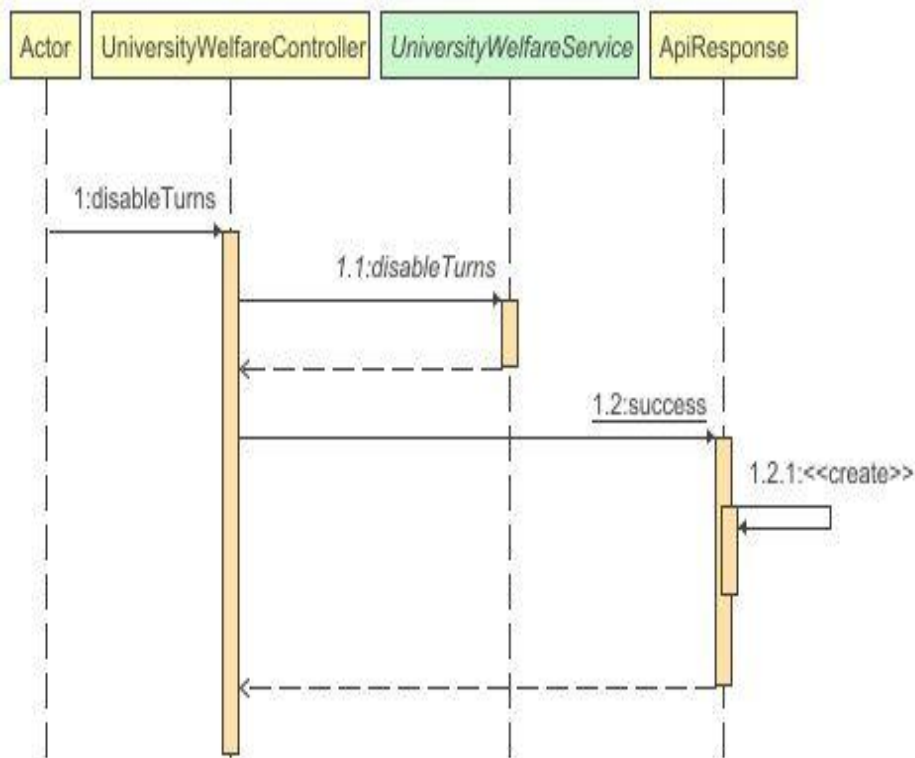 Actor
UniversityWelfareController
UniversityWelfareService
ApiResponse
1:disableTurns
1.1:disableTurns
1.2:success
1.2.1:<<create>>